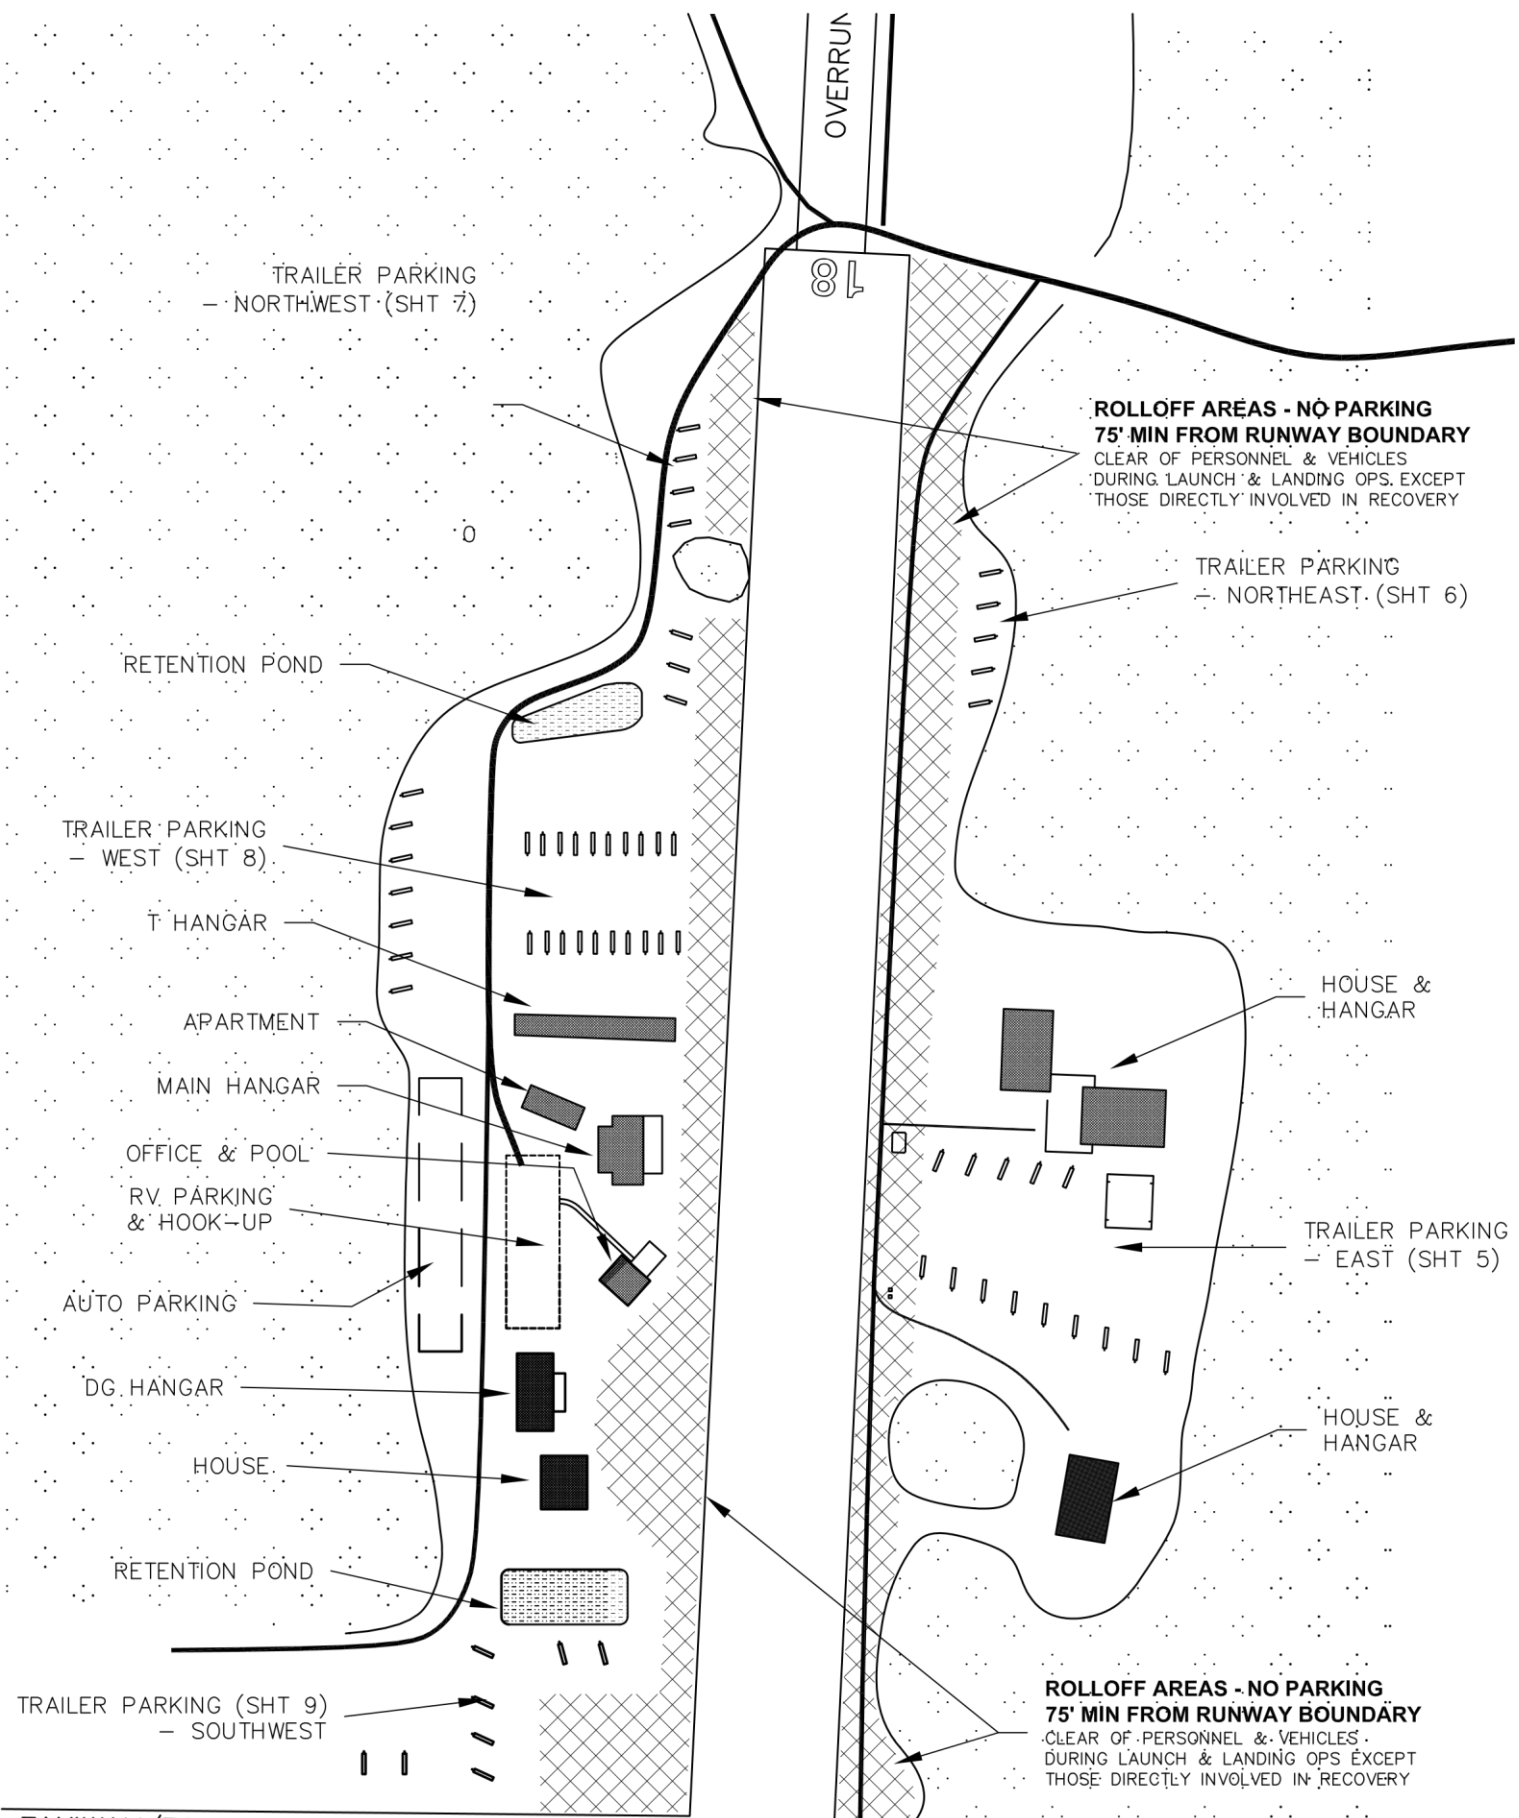 OVERRUN
18
TRAILER PARKING
- NORTHWEST (SHT 7)
ROLLOFF AREAS - NO PARKING
75' MIN FROM RUNWAY BOUNDARY
CLEAR OF PERSONNEL & VEHICLES
DURING LAUNCH & LANDING OPS. EXCEPT
THOSE DIRECTLY INVOLVED IN RECOVERY
O
TRAILER PARKING
- NORTHEAST (SHT 6)
RETENTION POND
TRAILER PARKING
- WEST (SHT 8)
T HANGAR
HOUSE &
HANGAR
APARTMENT
MAIN HANGAR
OFFICE & POOL
RV PARKING
& HOOK-UP
TRAILER PARKING
- EAST (SHT 5)
AUTO PARKING
DG HANGAR
HOUSE &
HANGAR
HOUSE
RETENTION POND
ROLLOFF AREAS - NO PARKING
75' MIN FROM RUNWAY BOUNDARY
CLEAR OF PERSONNEL & VEHICLES
DURING LAUNCH & LANDING OPS EXCEPT
THOSE DIRECTLY INVOLVED IN RECOVERY
TRAILER PARKING (SHT 9)
- SOUTHWEST